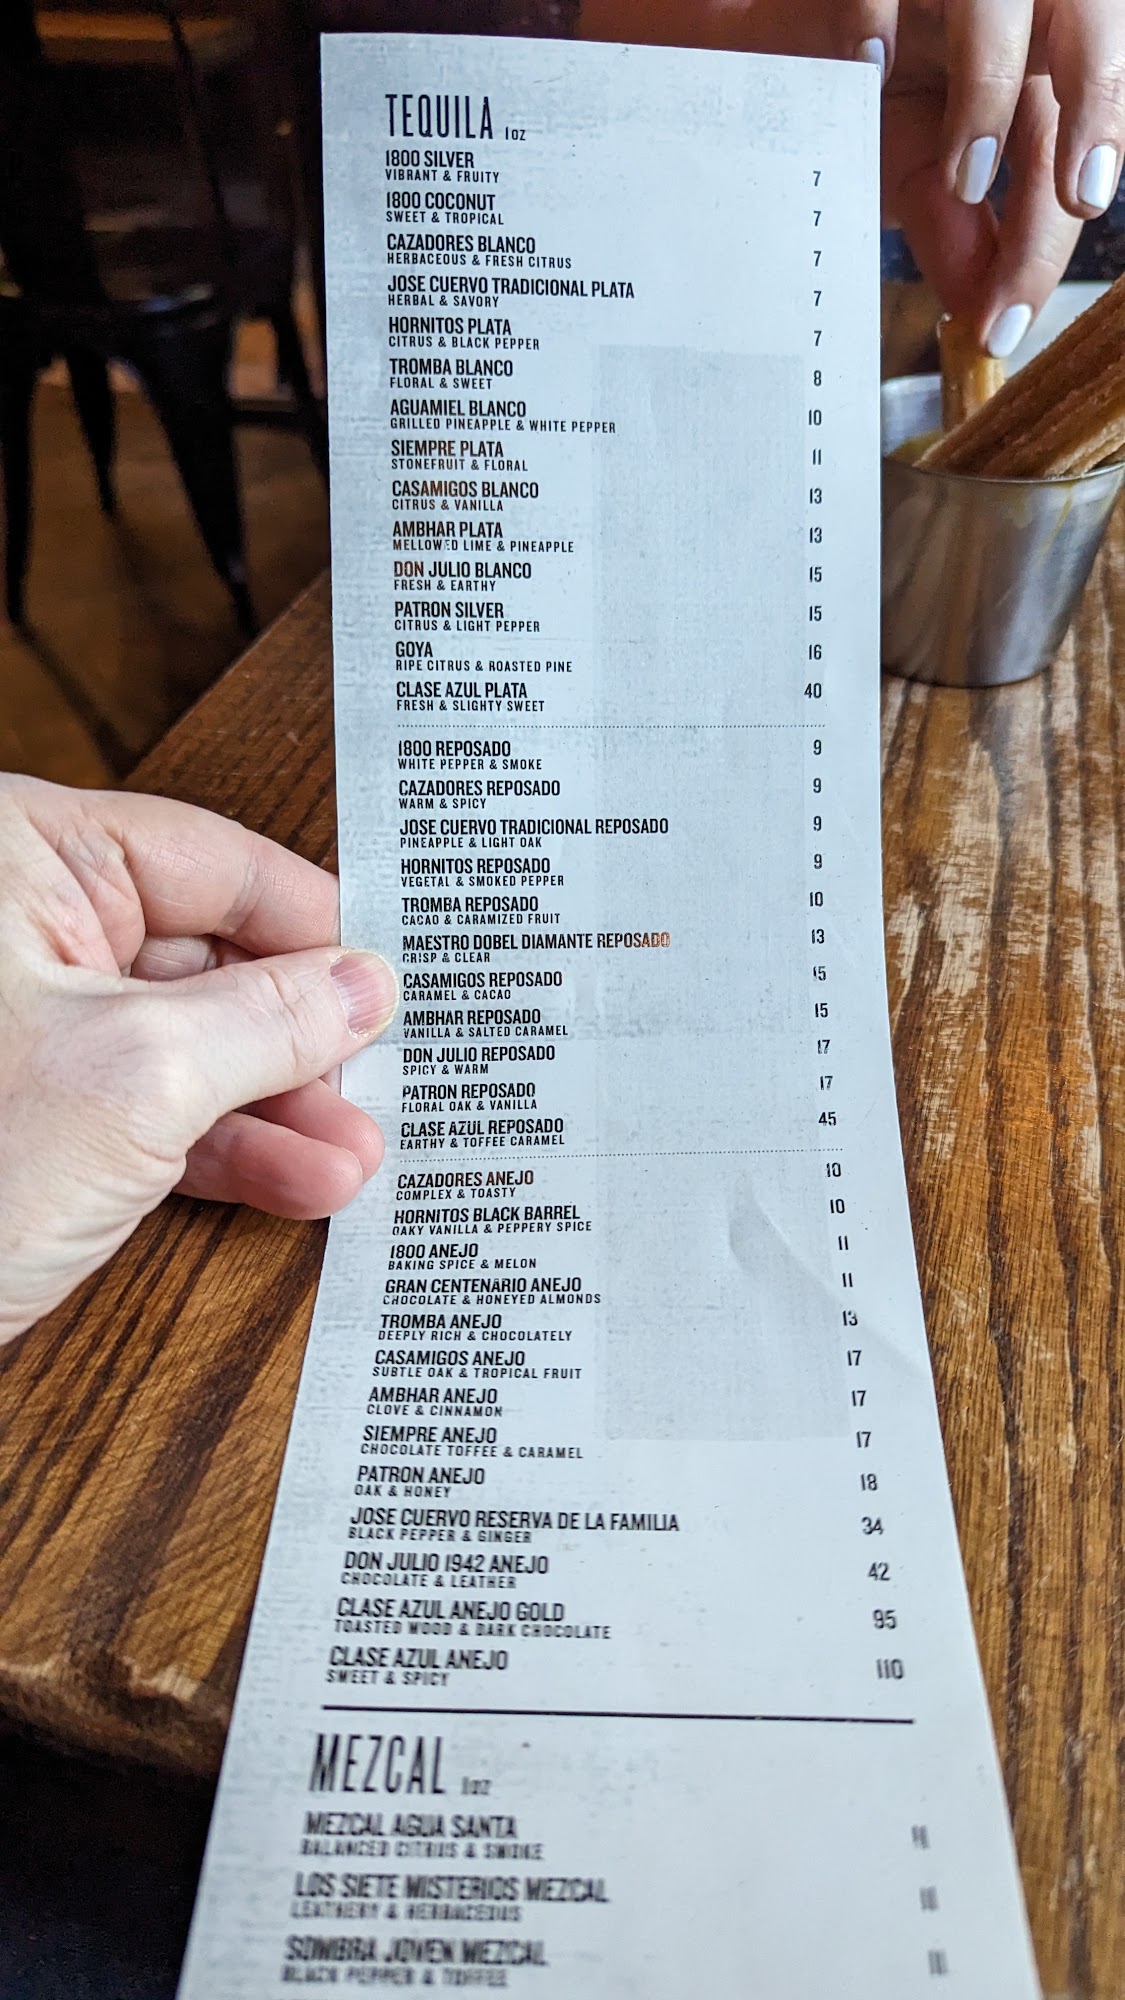 TEQUILA 1oz
1800 SILVER 7
VIBRANT & FRUITY
1800 COCONUT 7
SWEET & TROPICAL
CAZADORES BLANCO 7
HERBACEOUS & FRESH CITRUS
JOSE CUERVO TRADICIONAL PLATA 7
HERBAL & SAVORY
HORNITOS PLATA 7
CITRUS & BLACK PEPPER
TROMBA BLANCO 8
FLORAL & SWEET
AGUAMIEL BLANCO 10
GRILLED PINEAPPLE & WHITE PEPPER
SIEMPRE PLATA 11
STONEFRUIT & FLORAL
CASAMIGOS BLANCO 13
CITRUS & VANILLA
AMBHAR PLATA 13
MELLOWED LIME & PINEAPPLE
DON JULIO BLANCO 15
FRESH & EARTHY
PATRON SILVER 15
CITRUS & LIGHT PEPPER
GOYA 16
RIPE CITRUS & ROASTED PINE
CLASE AZUL PLATA 40
FRESH & SLIGHTY SWEET
1800 REPOSADO 9
WHITE PEPPER & SMOKE
CAZADORES REPOSADO 9
WARM & SPICY
JOSE CUERVO TRADICIONAL REPOSADO 9
PINEAPPLE & LIGHT OAK
HORNITOS REPOSADO 9
VEGETAL & SMOKED PEPPER
TROMBA REPOSADO 10
CACAO & CARAMIZED FRUIT
MAESTRO DOBEL DIAMANTE REPOSADO 13
CRISP & CLEAR
CASAMIGOS REPOSADO 15
CARAMEL & CACAO
AMBHAR REPOSADO 15
VANILLA & SALTED CARAMEL
DON JULIO REPOSADO 17
SPICY & WARM
PATRON REPOSADO 17
FLORAL OAK & VANILLA
CLASE AZUL REPOSADO 45
EARTHY & TOFFEE CARAMEL
CAZADORES ANEJO 10
COMPLEX & TOASTY
HORNITOS BLACK BARREL 10
OAKY VANILLA & PEPPERY SPICE
1800 ANEJO 11
BAKING SPICE & MELON
GRAN CENTENARIO ANEJO 11
CHOCOLATE & HONEYED ALMONDS
TROMBA ANEJO 13
DEEPLY RICH & CHOCOLATELY
CASAMIGOS ANEJO 17
SUBTLE OAK & TROPICAL FRUIT
AMBHAR ANEJO 17
CLOVE & CINNAMON
SIEMPRE ANEJO 17
CHOCOLATE TOFFEE & CARAMEL
PATRON ANEJO 18
OAK & HONEY
JOSE CUERVO RESERVA DE LA FAMILIA 34
BLACK PEPPER & GINGER
DON JULIO 1942 ANEJO 42
CHOCOLATE & LEATHER
CLASE AZUL ANEJO GOLD 95
TOASTED WOOD & DARK CHOCOLATE
CLASE AZUL ANEJO 110
SWEET & SPICY
MEZCAL 1oz
MEZCAL AGUA SANTA
BALANCED CITRUS & SMOKE
LOS SIETE MISTERIOS MEZCAL
LEATHERY & HERBACEOUS
SOMBRA JOVEN MEZCAL
BLACK PEPPER & TOFFEE